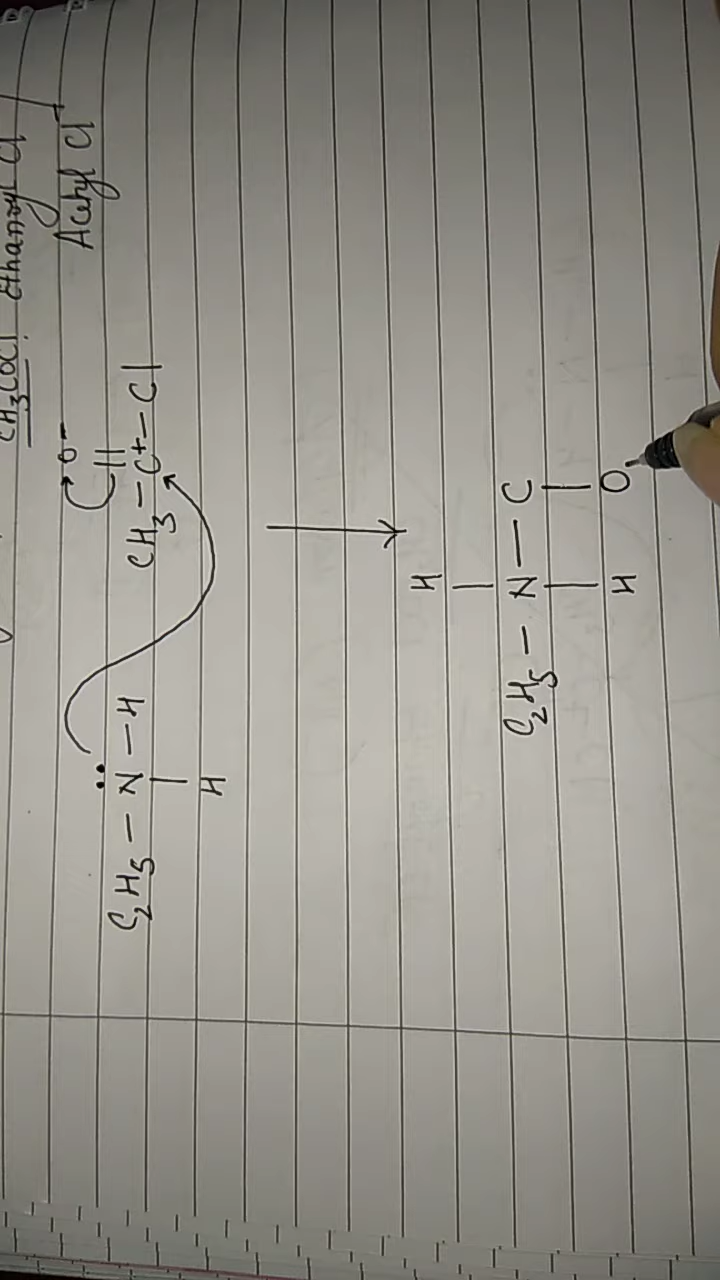 CH₃COCl Ethanoyl Cl
Acetyl Cl
O⁻
||
C₂H₅ — N̈ — H CH₃ — C⁺ — Cl
|
H
H
|
C₂H₅ — N — C
| |
H O